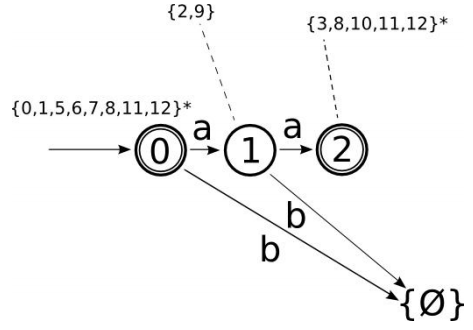 {2,9}
{3,8,10,11,12}*
{0,1,5,6,7,8,11,12}*
a
a
0
1
2
b
b
{Ø}